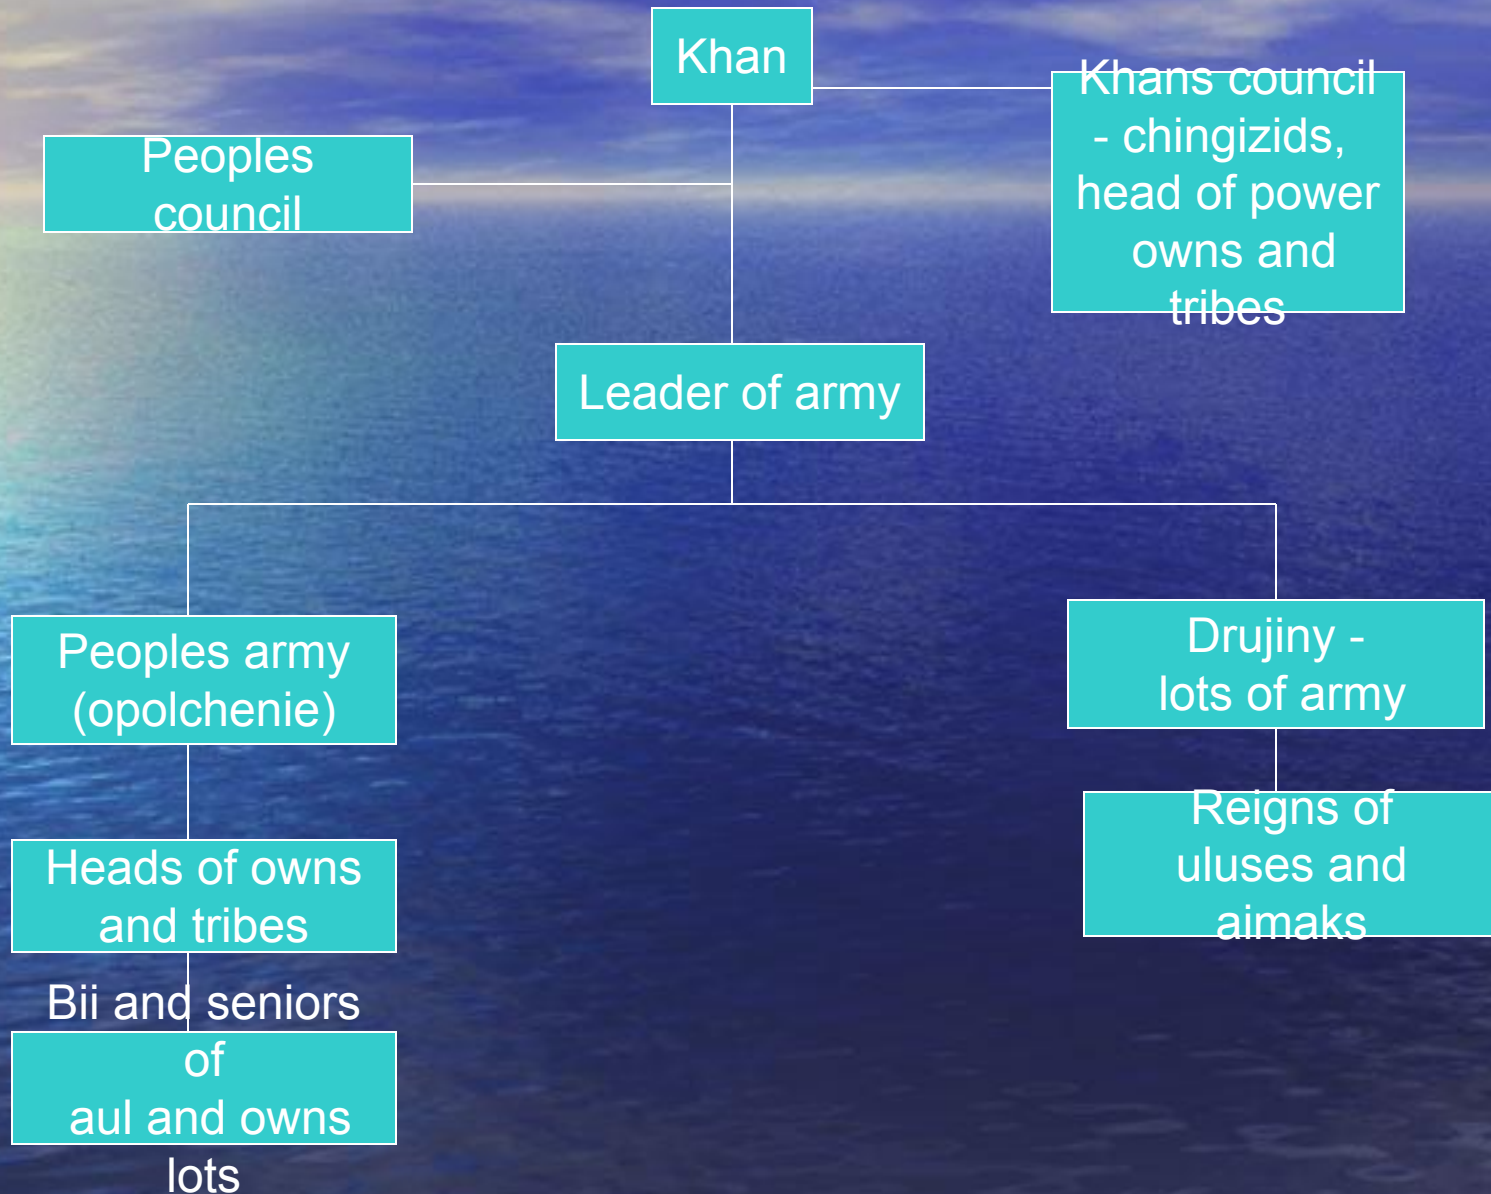 Khan
Khans council
- chingizids,
head of power
owns and
tribes
Peoples
council
Leader of army
Peoples army
(opolchenie)
Drujiny -
lots of army
Heads of owns
and tribes
Reigns of
uluses and
aimaks
Bii and seniors
of
aul and owns
lots